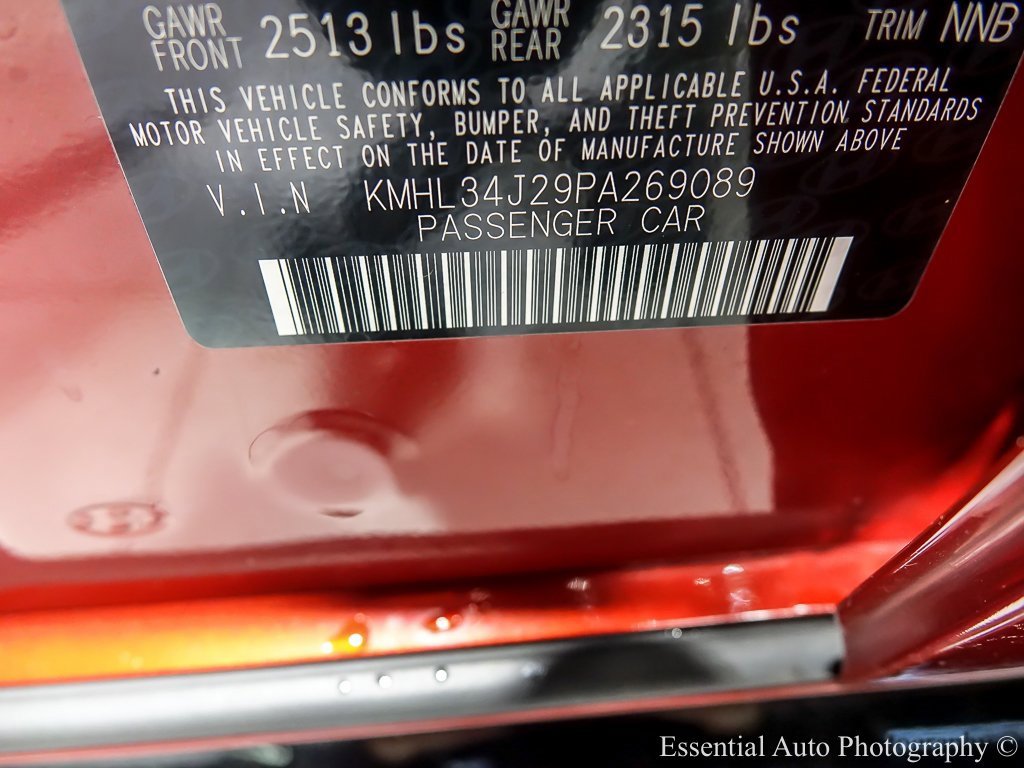 GAWR FRONT 2513 lbs GAWR REAR 2315 lbs TRIM NNB
THIS VEHICLE CONFORMS TO ALL APPLICABLE U.S.A. FEDERAL
MOTOR VEHICLE SAFETY, BUMPER, AND THEFT PREVENTION STANDARDS
IN EFFECT ON THE DATE OF MANUFACTURE SHOWN ABOVE
V.I.N KMHL34J29PA269089
PASSENGER CAR
Essential Auto Photography ©